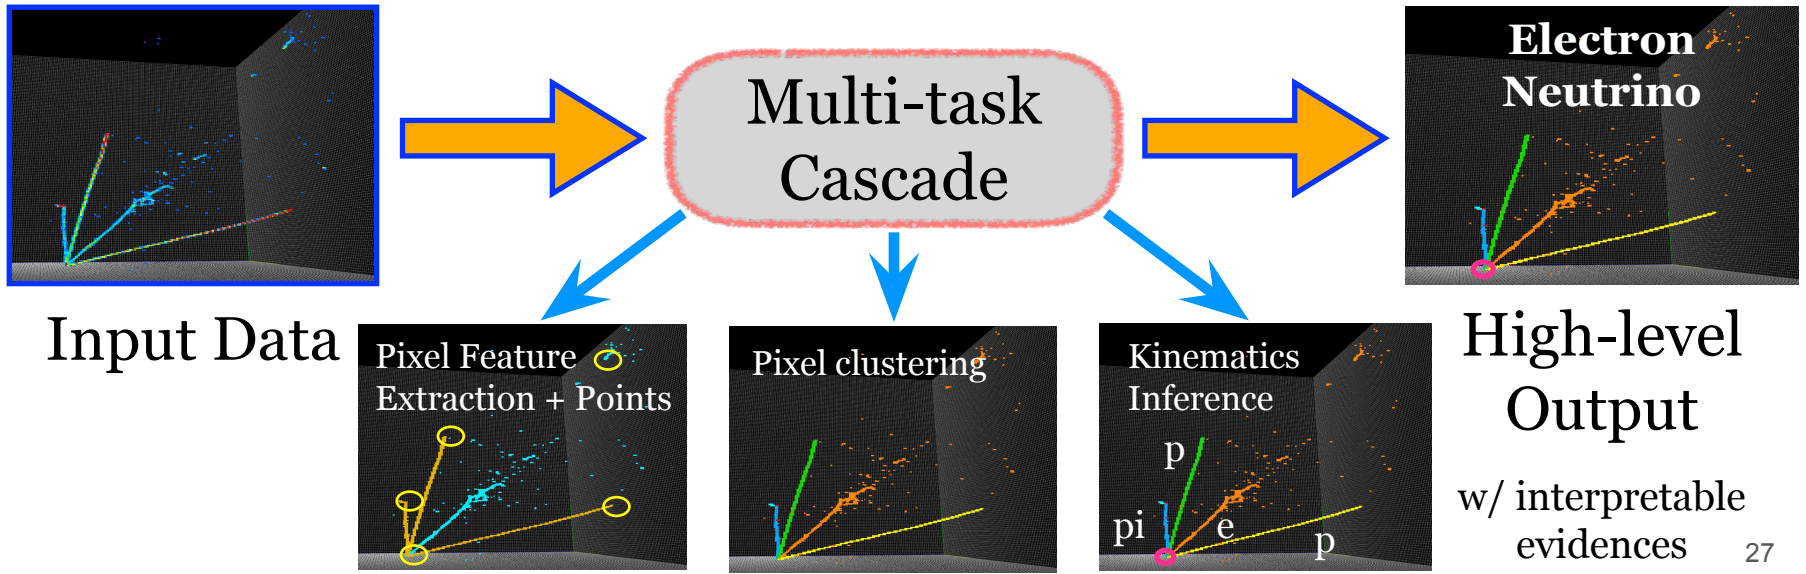 Input Data
Multi-task
Cascade
Electron
Neutrino
Pixel Feature
Extraction + Points
Pixel clustering
Kinematics
Inference
p
pi
e
p
High-level
Output
w/ interpretable
evidences
27